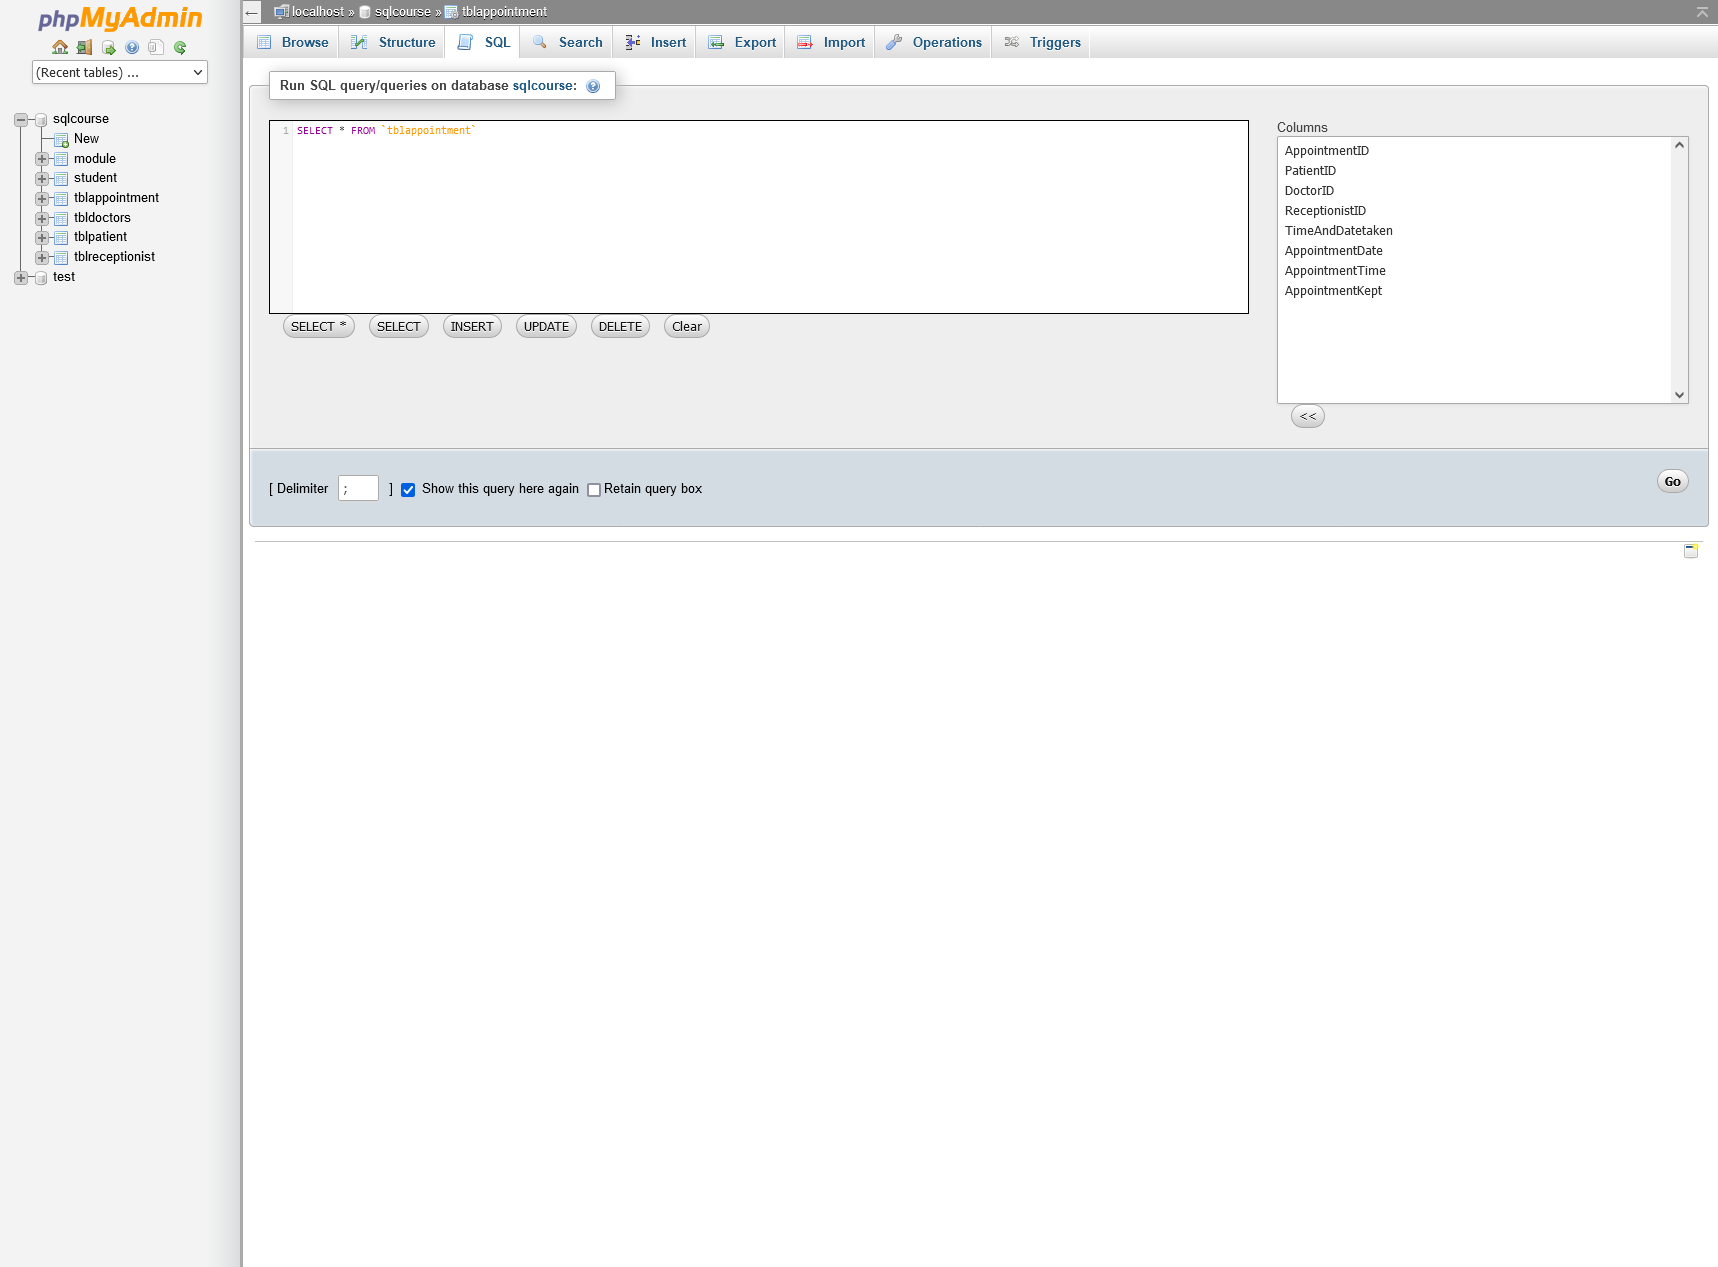 phpMyAdmin
(Recent tables) ...
sqlcourse
New
module
student
tblappointment
tbldoctors
tblpatient
tblreceptionist
test
← localhost » sqlcourse » tblappointment
Browse Structure SQL Search Insert Export Import Operations Triggers
Run SQL query/queries on database sqlcourse:
1 SELECT * FROM `tblappointment`
SELECT * SELECT INSERT UPDATE DELETE Clear
Columns
AppointmentID
PatientID
DoctorID
ReceptionistID
TimeAndDatetaken
AppointmentDate
AppointmentTime
AppointmentKept
<<
[ Delimiter ; ] Show this query here again Retain query box
Go